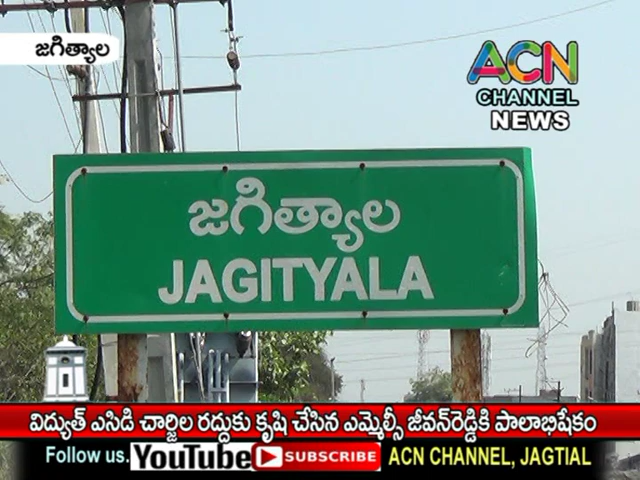 జగిత్యాల
ACN
CHANNEL
NEWS
జగిత్యాల
JAGITYALA
విద్యుత్ ఎసిడి చార్జిల రద్దుకు కృషి చేసిన ఎమ్మెల్సీ జీవన్‌రెడ్డికి పాలాభిషేకం
Follow us. YouTube SUBSCRIBE ACN CHANNEL, JAGTIAL